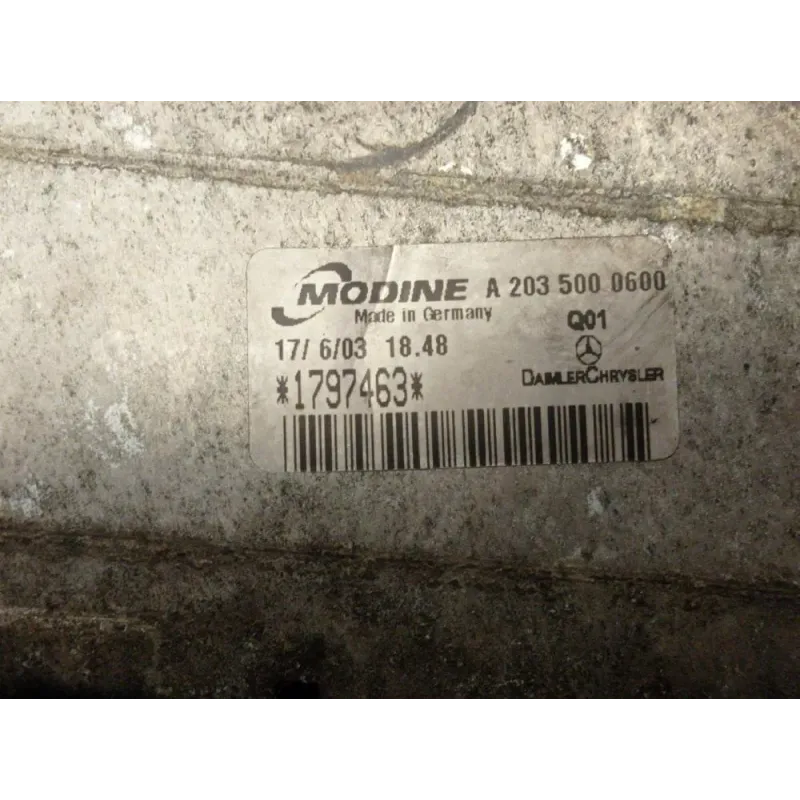 MODINE A 203 500 0600
Made in Germany Q01
17/ 6/03 18.48
DAIMLERCHRYSLER
*1797463*